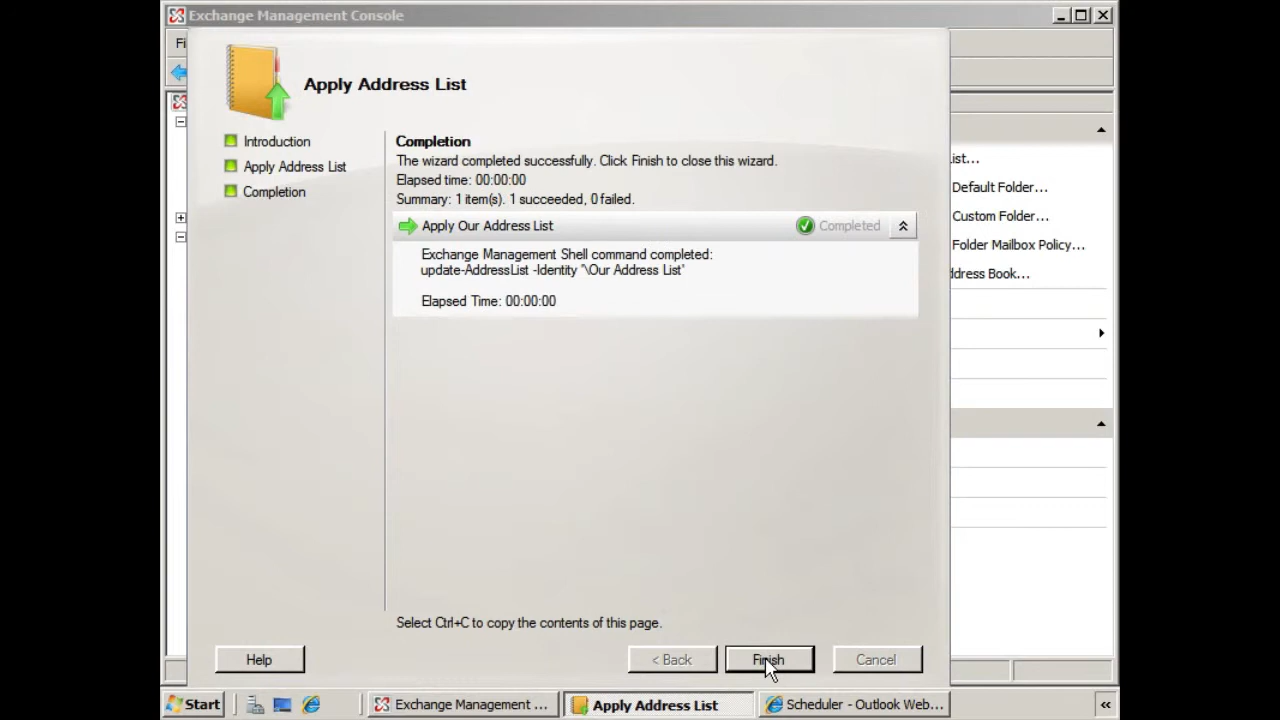 Exchange Management Console
Fi
Apply Address List
Introduction
Apply Address List
Completion
Completion
The wizard completed successfully. Click Finish to close this wizard.
Elapsed time: 00:00:00
Summary: 1 item(s). 1 succeeded, 0 failed.
Apply Our Address List
Completed
Exchange Management Shell command completed:
update-AddressList -Identity '\Our Address List'
Elapsed Time: 00:00:00
ist...
Default Folder...
Custom Folder...
Folder Mailbox Policy...
ddress Book...
Select Ctrl+C to copy the contents of this page.
Help
< Back
Finish
Cancel
Start
Exchange Management ...
Apply Address List
Scheduler - Outlook Web...
«